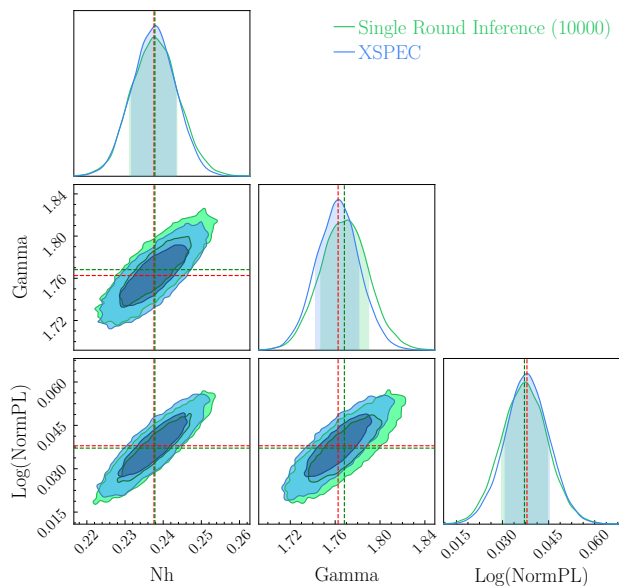 Single Round Inference (10000)
XSPEC
1.84
1.80
1.76
1.72
Gamma
0.060
0.045
0.030
0.015
Log(NormPL)
0.22 0.23 0.24 0.25 0.26
1.72 1.76 1.80 1.84
0.015 0.030 0.045 0.060
Nh Gamma Log(NormPL)